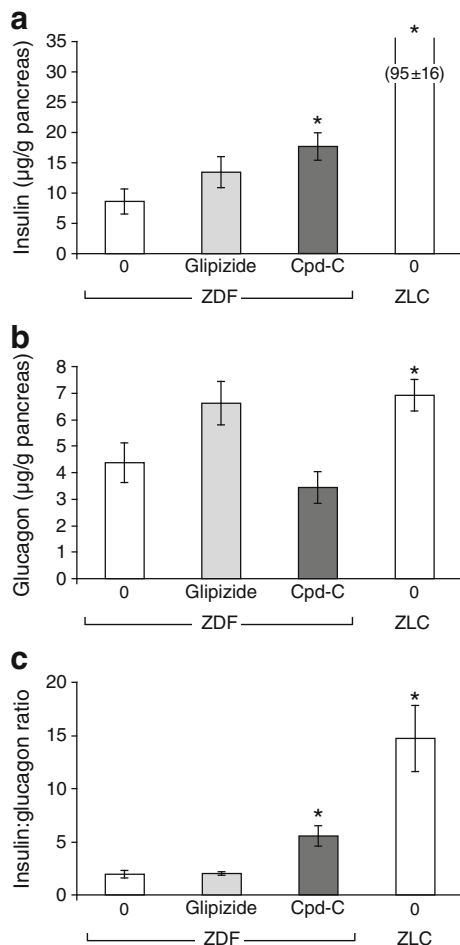 a
Insulin (µg/g pancreas)
35
30
25
20
15
10
5
0
*
*
(95±16)
0 Glipizide Cpd-C 0
ZDF ZLC
b
Glucagon (µg/g pancreas)
8
7
6
5
4
3
2
1
0
*
0 Glipizide Cpd-C 0
ZDF ZLC
c
Insulin:glucagon ratio
20
15
10
5
0
*
*
0 Glipizide Cpd-C 0
ZDF ZLC